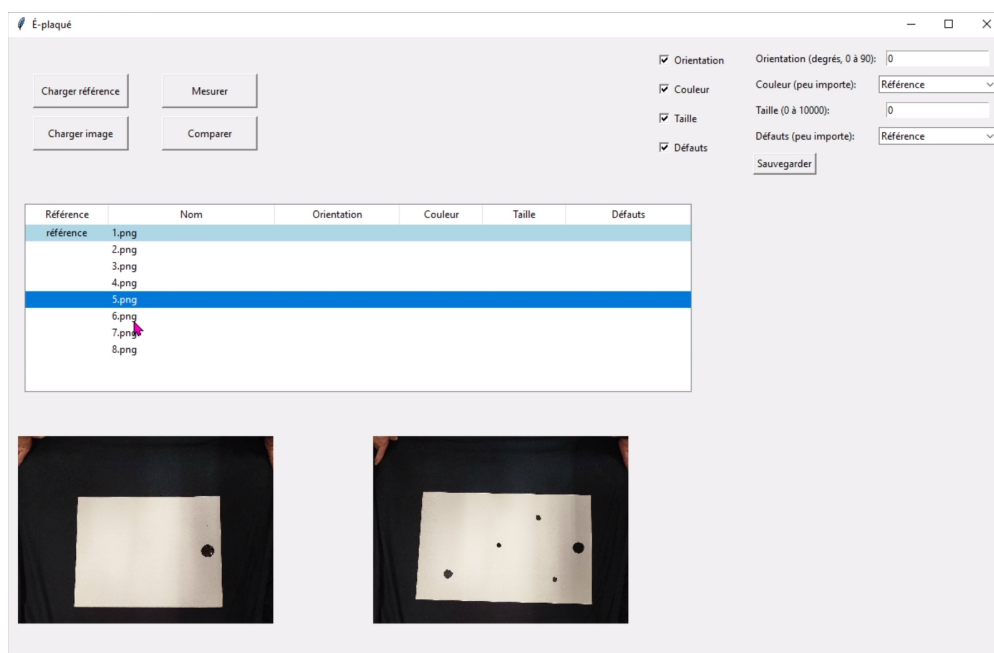 É-plaqué
Charger référence
Mesurer
Charger image
Comparer
Orientation
Couleur
Taille
Défauts
Orientation (degrés, 0 à 90): 0
Couleur (peu importe): Référence
Taille (0 à 10000): 0
Défauts (peu importe): Référence
Sauvegarder
Référence Nom Orientation Couleur Taille Défauts
référence 1.png
2.png
3.png
4.png
5.png
6.png
7.png
8.png